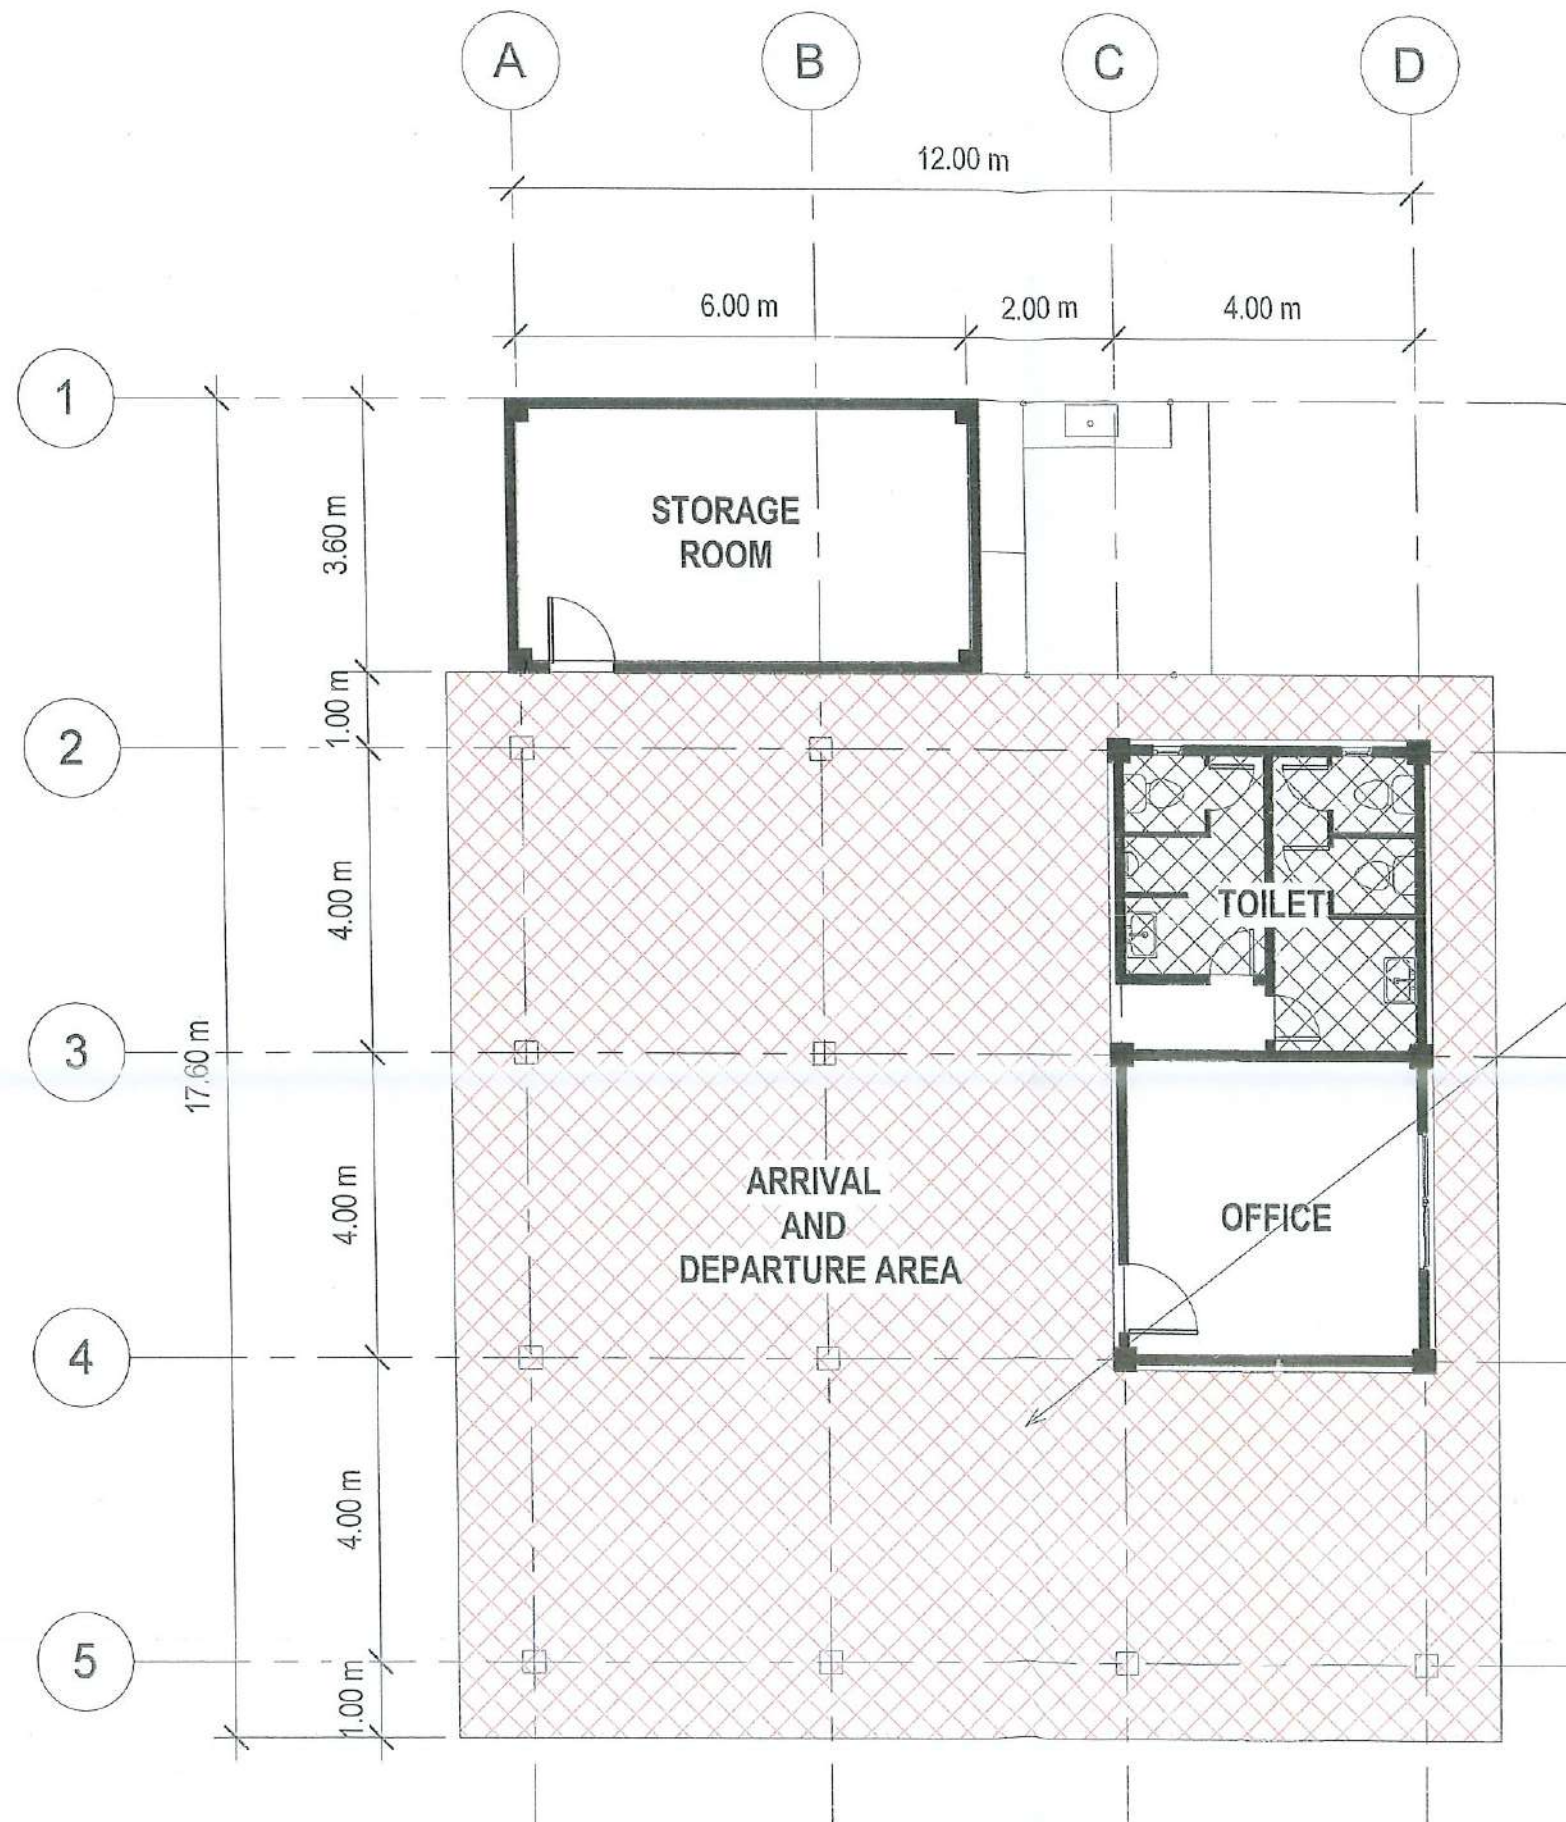 A
B
C
D
12.00 m
6.00 m
2.00 m
4.00 m
1
3.60 m
STORAGE
ROOM
1.00 m
2
4.00 m
TOILET
3
17.60 m
4.00 m
ARRIVAL
AND
DEPARTURE AREA
OFFICE
4
4.00 m
5
1.00 m